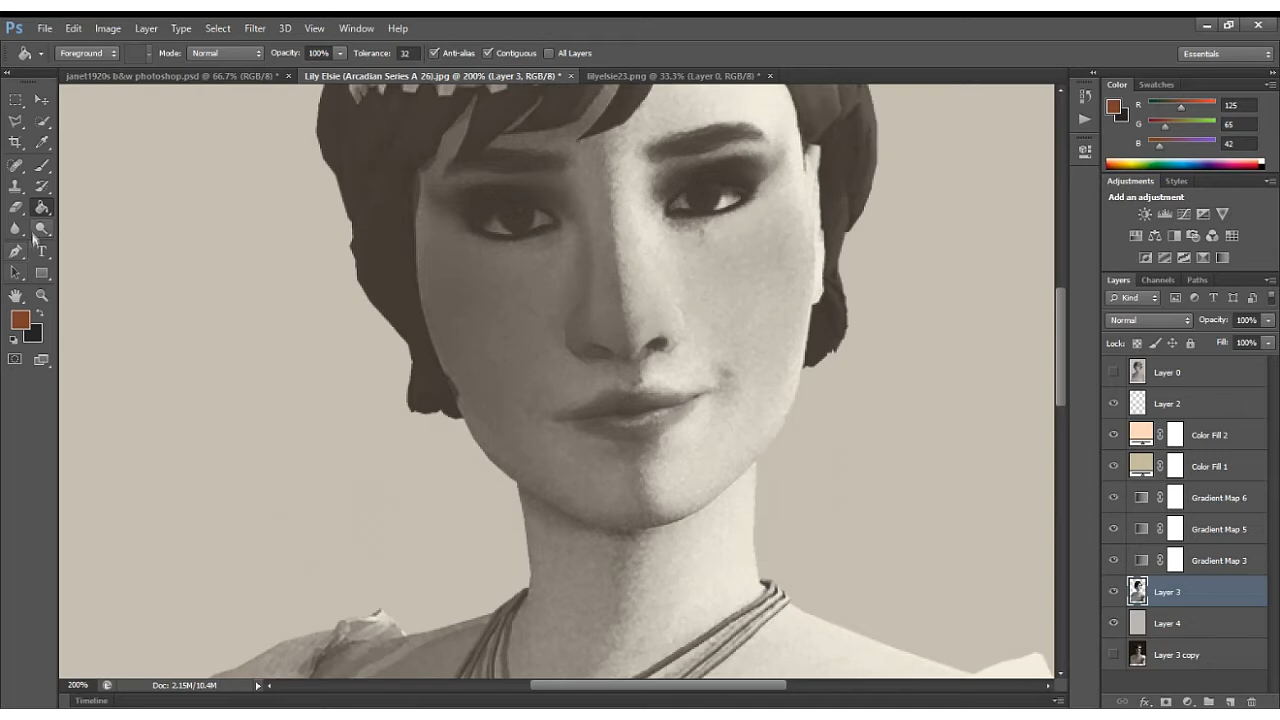 Ps File Edit Image Layer Type Select Filter 3D View Window Help
Foreground Mode: Normal Opacity: 100% Tolerance: 32 Anti-alias Contiguous All Layers Essentials
janet1920s b&w photoshop.psd @ 66.7% (RGB/8) * × Lily Elsie (Arcadian Series A 26).jpg @ 200% (Layer 3, RGB/8) * × lilyelsie23.png @ 33.3% (Layer 0, RGB/8) * ×
Color Swatches
R 125
G 65
B 42
Adjustments Styles
Add an adjustment
T
Layers Channels Paths
Kind
Normal Opacity: 100%
Lock: Fill: 100%
Layer 0
Layer 2
Color Fill 2
Color Fill 1
Gradient Map 6
Gradient Map 5
Gradient Map 3
Layer 3
Layer 4
Layer 3 copy
200% Doc: 2.15M/10.4M
Timeline
fx